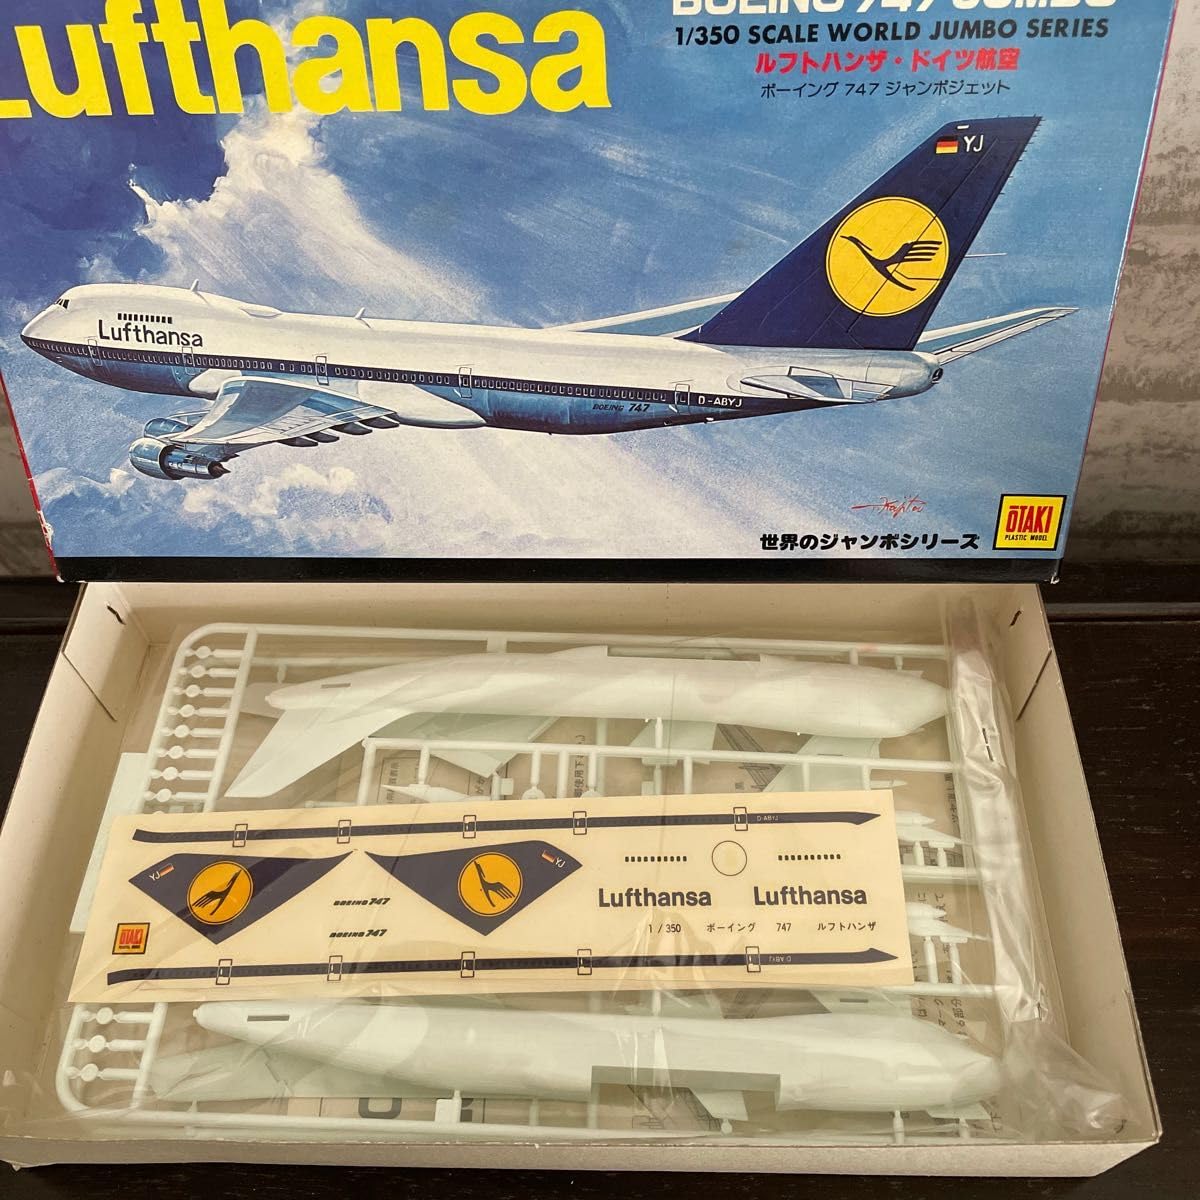 Lufthansa
BOEING 747 JUMBO
1/350 SCALE WORLD JUMBO SERIES
ルフトハンザ・ドイツ航空
ボーイング 747 ジャンボジェット
YJ
Lufthansa
BOEING 747
D-ABYJ
世界のジャンボシリーズ
ŌTAKI
PLASTIC MODEL
D-ABYJ
YJ
YJ
BOEING 747
BOEING 747
Lufthansa
Lufthansa
1/350 ボーイング 747 ルフトハンザ
OTAKI
PLASTIC MODEL
D-ABYJ